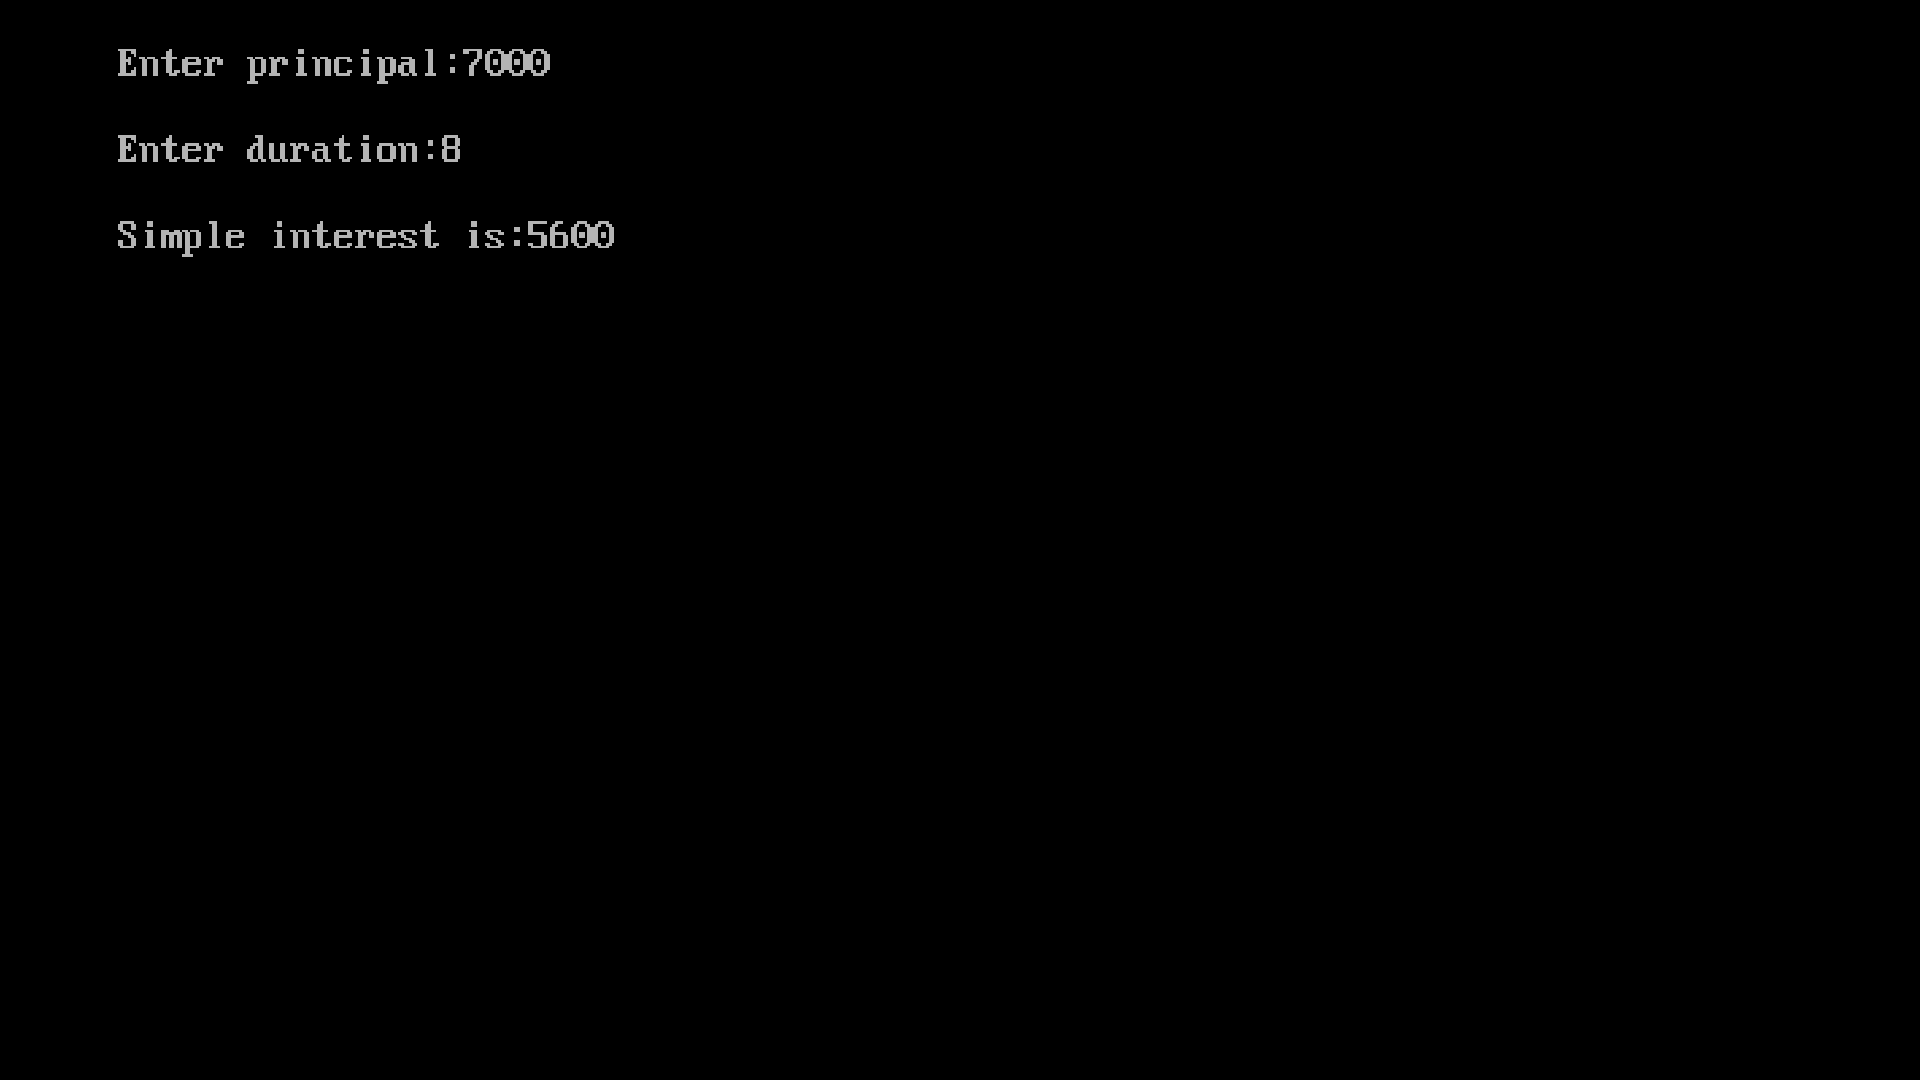 Enter principal:7000
Enter duration:8
Simple interest is:5600